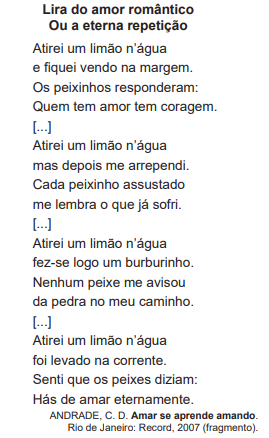 Lira do amor romântico
Ou a eterna repetição
Atirei um limão n'água
e fiquei vendo na margem.
Os peixinhos responderam:
Quem tem amor tem coragem.
[...]
Atirei um limão n'água
mas depois me arrependi.
Cada peixinho assustado
me lembra o que já sofri.
[...]
Atirei um limão n'água
fez-se logo um burburinho.
Nenhum peixe me avisou
da pedra no meu caminho.
[...]
Atirei um limão n'água
foi levado na corrente.
Senti que os peixes diziam:
Hás de amar eternamente.
ANDRADE, C. D. Amar se aprende amando.
Rio de Janeiro: Record, 2007 (fragmento).